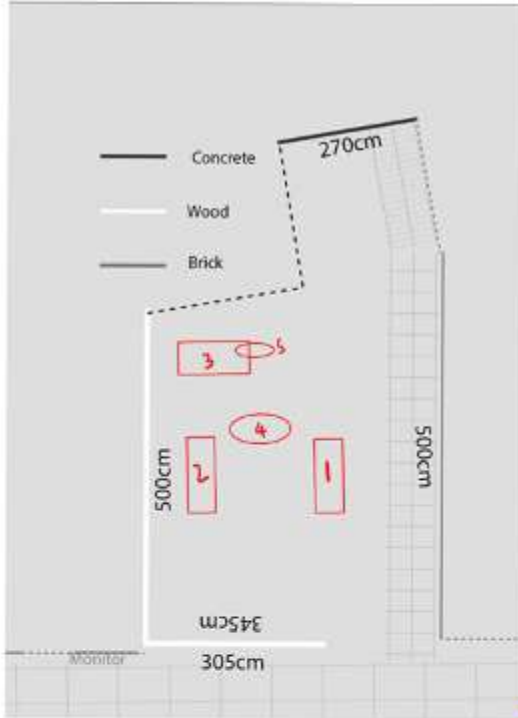 270cm
Concrete
Wood
Brick
3
5
4
2
1
500cm
500cm
345cm
305cm
Monitor